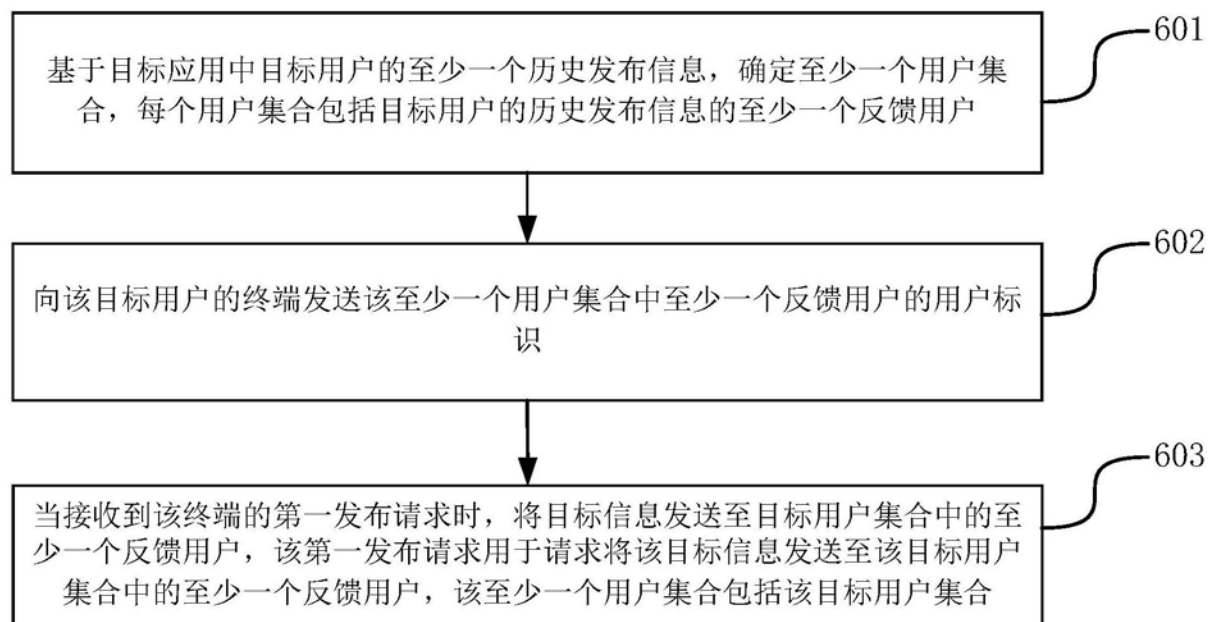 601
基于目标应用中目标用户的至少一个历史发布信息，确定至少一个用户集
合，每个用户集合包括目标用户的历史发布信息的至少一个反馈用户
602
向该目标用户的终端发送该至少一个用户集合中至少一个反馈用户的用户标
识
603
当接收到该终端的第一发布请求时，将目标信息发送至目标用户集合中的至
少一个反馈用户，该第一发布请求用于请求将该目标信息发送至该目标用户
集合中的至少一个反馈用户，该至少一个用户集合包括该目标用户集合